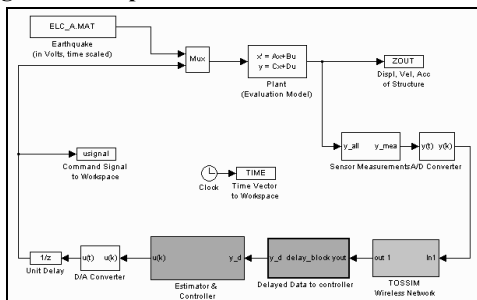 ELC_A.MAT
Earthquake
(in Volts, time scaled)
Mux
x' = Ax+Bu
y = Cx+Du
Plant
(Evaluation Model)
ZOUT
Displ, Vel, Acc
of Structure
y_all y_mea
Sensor Measurements
y(t) y(k)
A/D Converter
usignal
Command Signal
to Workspace
Clock
TIME
Time Vector
to Workspace
1/z
Unit Delay
u(t) u(k)
D/A Converter
u(k) y_d
Estimator &
Controller
y_d delay_block yout
Delayed Data to controller
out 1 In1
TOSSIM
Wireless Network